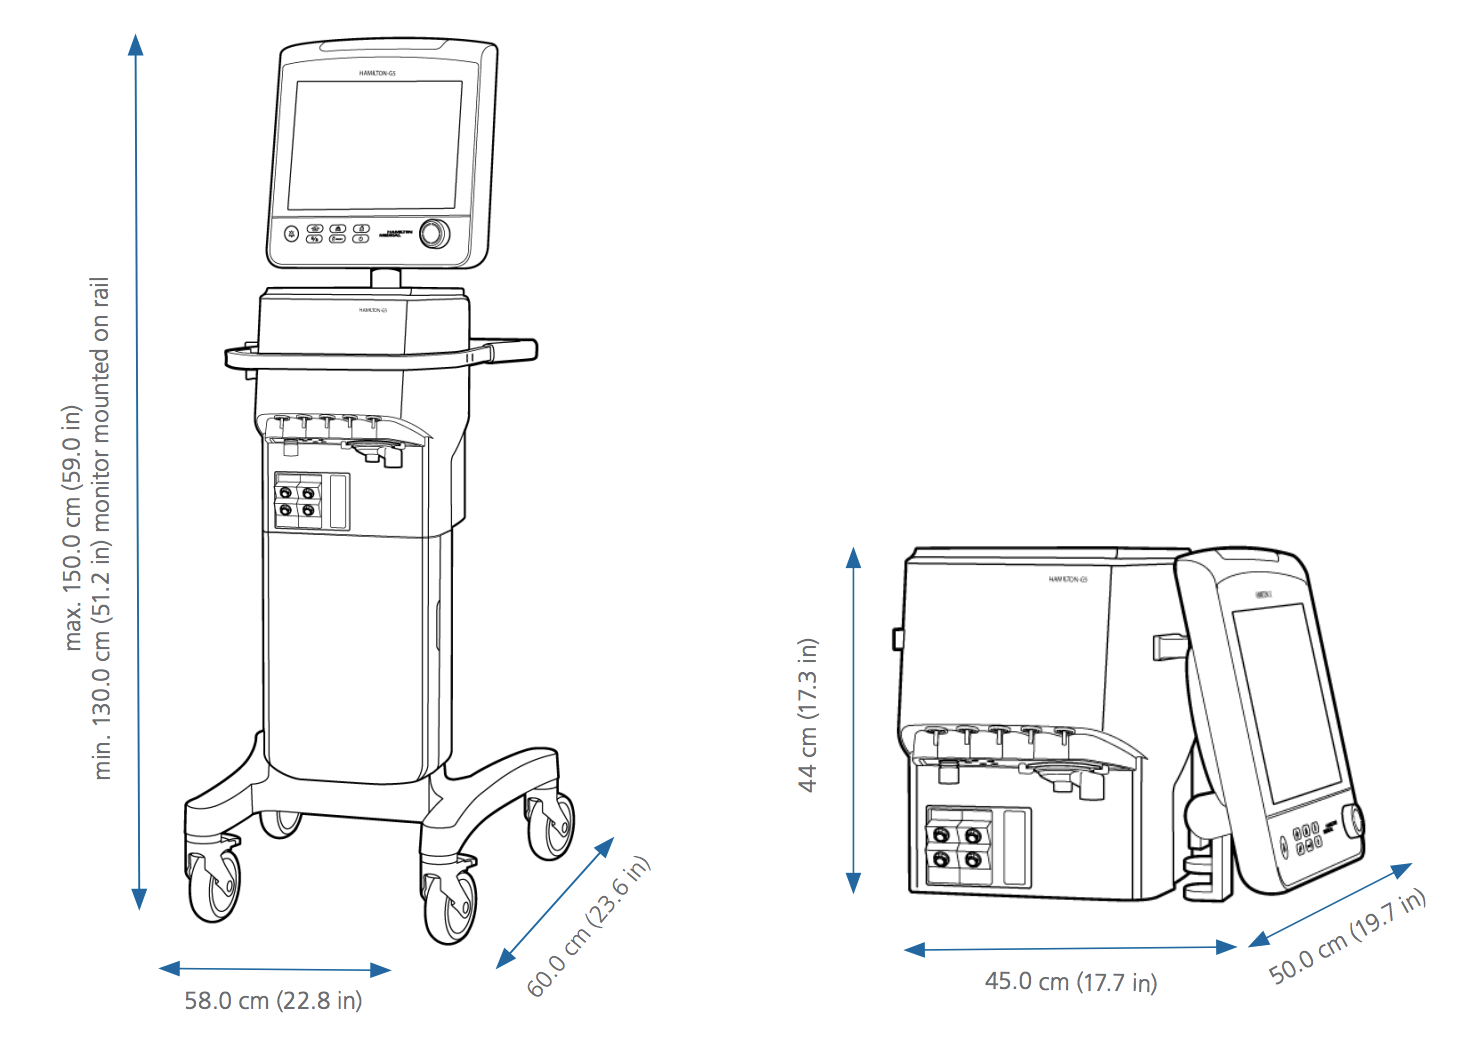 HAMILTON-G5
HAMILTON
MEDICAL
HAMILTON-G5
max. 150.0 cm (59.0 in)
min. 130.0 cm (51.2 in) monitor mounted on rail
58.0 cm (22.8 in)
60.0 cm (23.6 in)
HAMILTON-G5
44 cm (17.3 in)
45.0 cm (17.7 in)
50.0 cm (19.7 in)